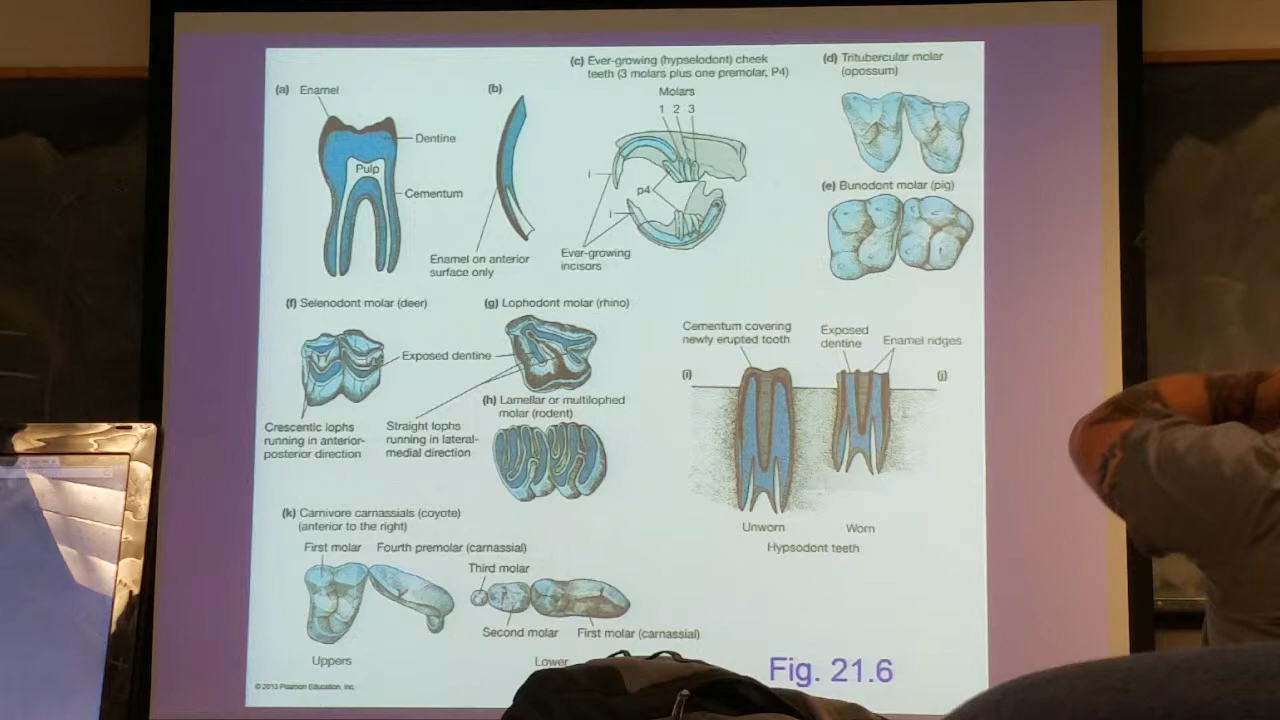 (a) Enamel
Dentine
Pulp
Cementum
(b)
Enamel on anterior
surface only
(c) Ever-growing (hypselodont) cheek
teeth (3 molars plus one premolar, P4)
Molars
1 2 3
i
p4
i
Ever-growing
incisors
(d) Tritubercular molar
(opossum)
(e) Bunodont molar (pig)
(f) Selenodont molar (deer)
Exposed dentine
Crescentic lophs
running in anterior-
posterior direction
(g) Lophodont molar (rhino)
Straight lophs
running in lateral-
medial direction
(h) Lamellar or multilophed
molar (rodent)
Cementum covering
newly erupted tooth
Exposed
dentine
Enamel ridges
(i)
(j)
Unworn
Worn
Hypsodont teeth
(k) Carnivore carnassials (coyote)
(anterior to the right)
First molar
Fourth premolar (carnassial)
Third molar
Second molar
First molar (carnassial)
Uppers
Lower
Fig. 21.6
© 2013 Pearson Education, Inc.